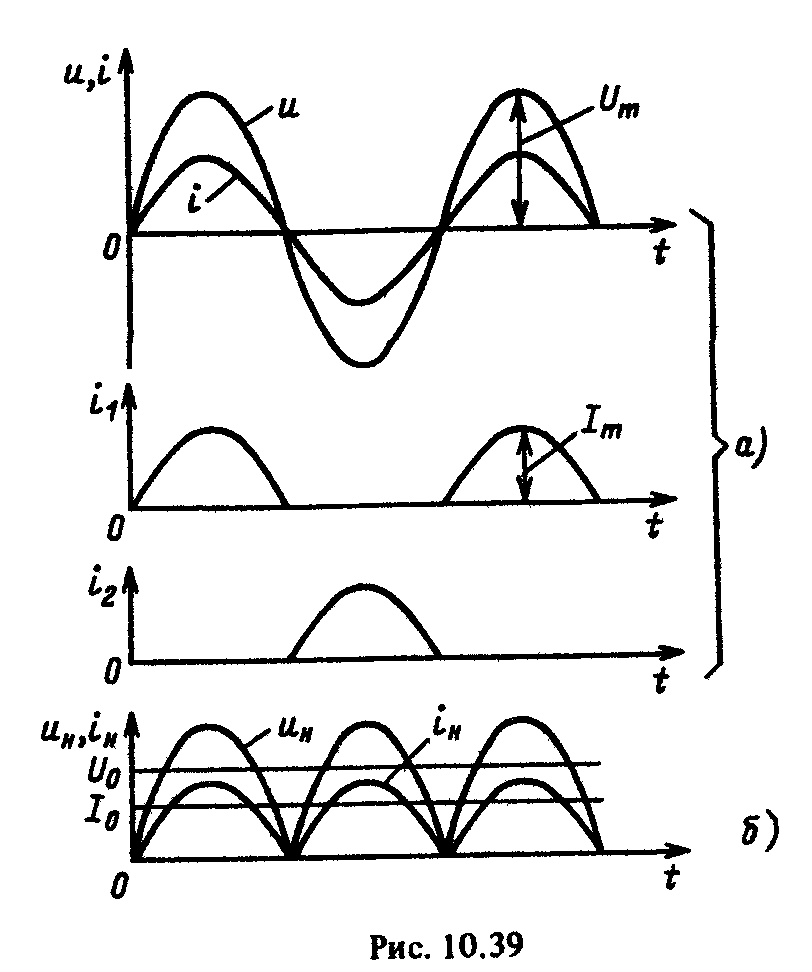 u, i
u
U_m
i
0
t
i_1
I_m
а)
0
t
i_2
0
t
u_н, i_н
u_н
i_н
U_0
I_0
б)
0
t
Рис. 10.39